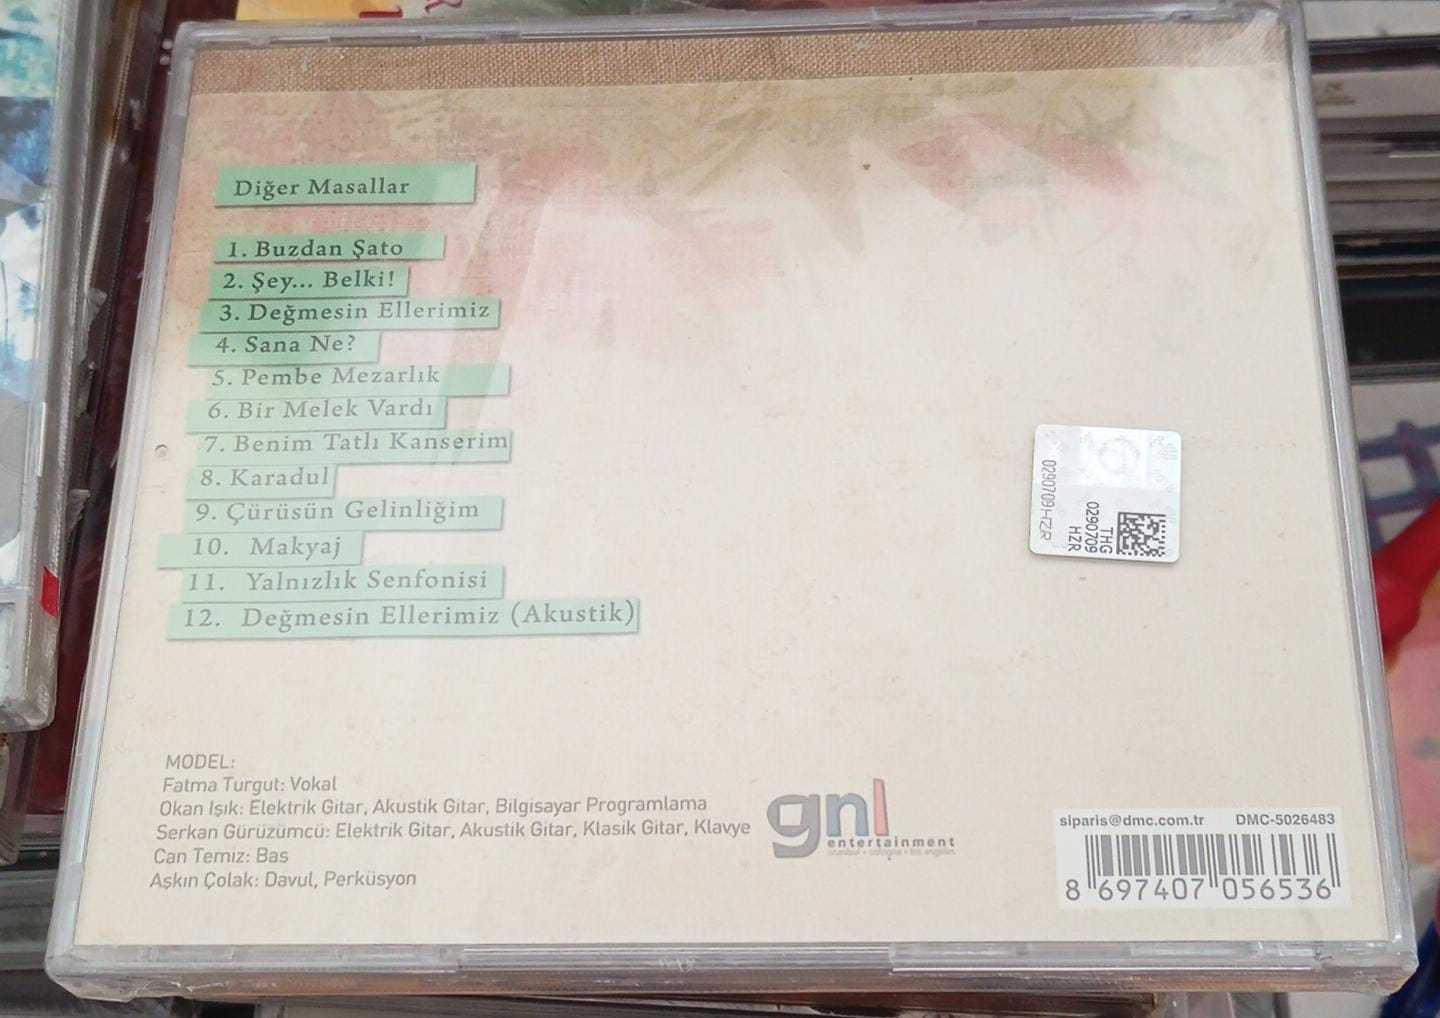 Diğer Masallar
1. Buzdan Şato
2. Şey... Belki!
3. Değmesin Ellerimiz
4. Sana Ne?
5. Pembe Mezarlık
6. Bir Melek Vardı
7. Benim Tatlı Kanserim
8. Karadul
9. Çürüsün Gelinliğim
10. Makyaj
11. Yalnızlık Senfonisi
12. Değmesin Ellerimiz (Akustik)
0290709HZR
0290709
THG
HZR
MODEL:
Fatma Turgut: Vokal
Okan Işık: Elektrik Gitar, Akustik Gitar, Bilgisayar Programlama
Serkan Gürüzümcü: Elektrik Gitar, Akustik Gitar, Klasik Gitar, Klavye
Can Temiz: Bas
Aşkın Çolak: Davul, Perküsyon
gnl
entertainment
istanbul • cologne • los angeles
siparis@dmc.com.tr DMC-5026483
8 697407 056536